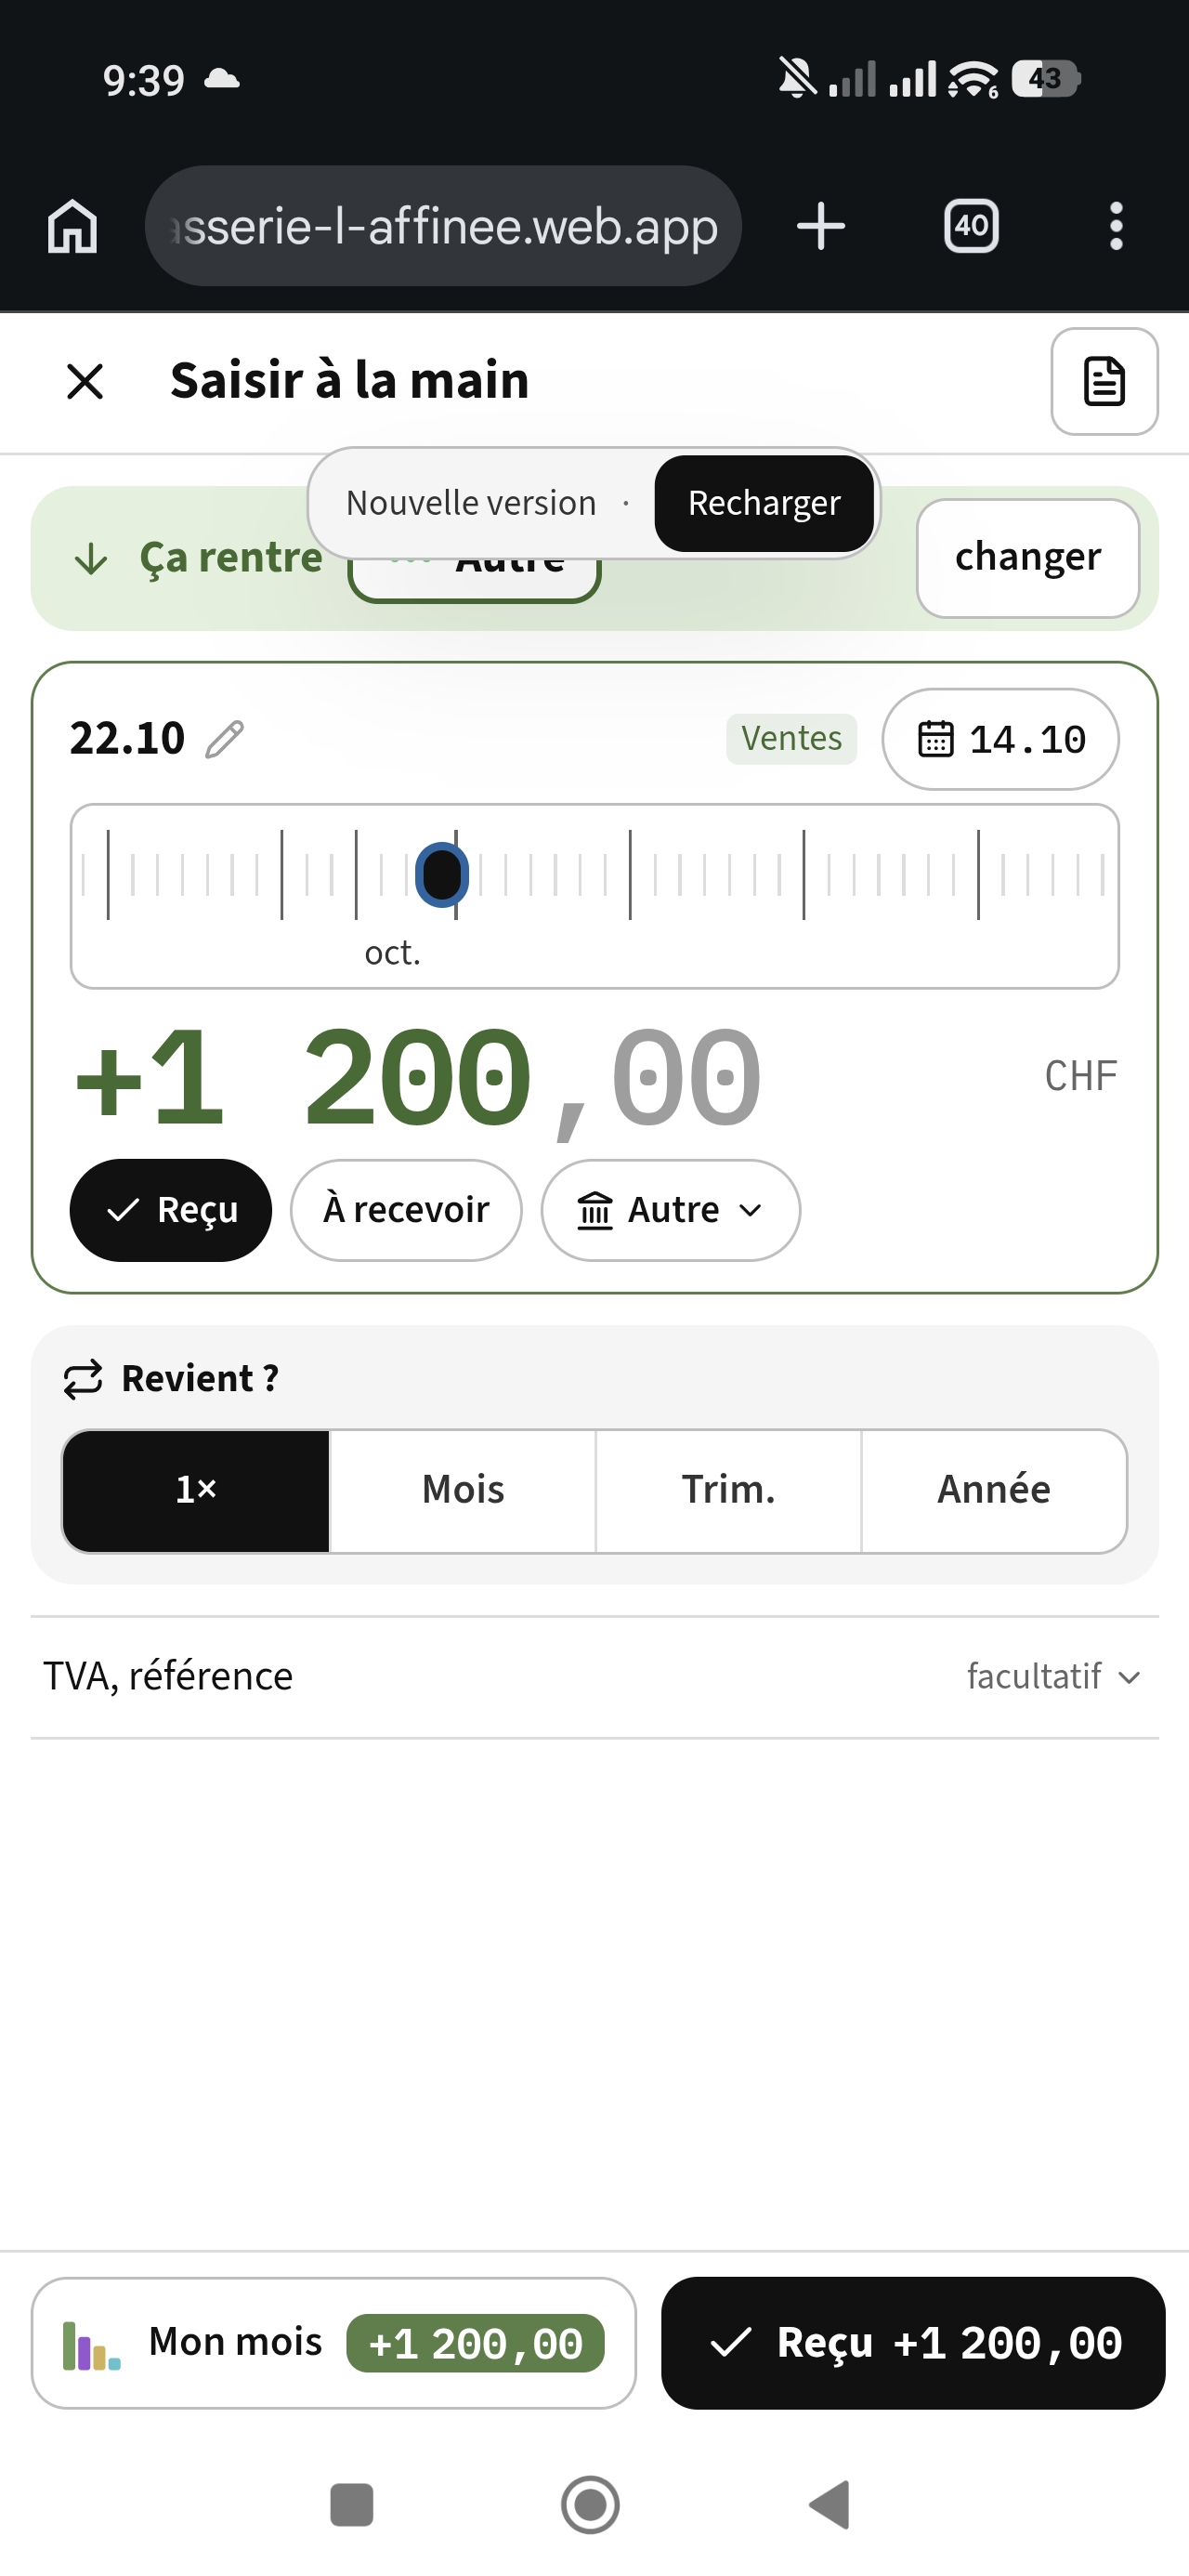 9:39
6
43
asserie-l-affinee.web.app
40
Saisir à la main
Nouvelle version · Recharger
Ça rentre
Autre
changer
22.10
Ventes
14.10
oct.
+1 200,00
CHF
Reçu
À recevoir
Autre
Revient ?
1×
Mois
Trim.
Année
TVA, référence
facultatif
Mon mois
+1 200,00
Reçu +1 200,00